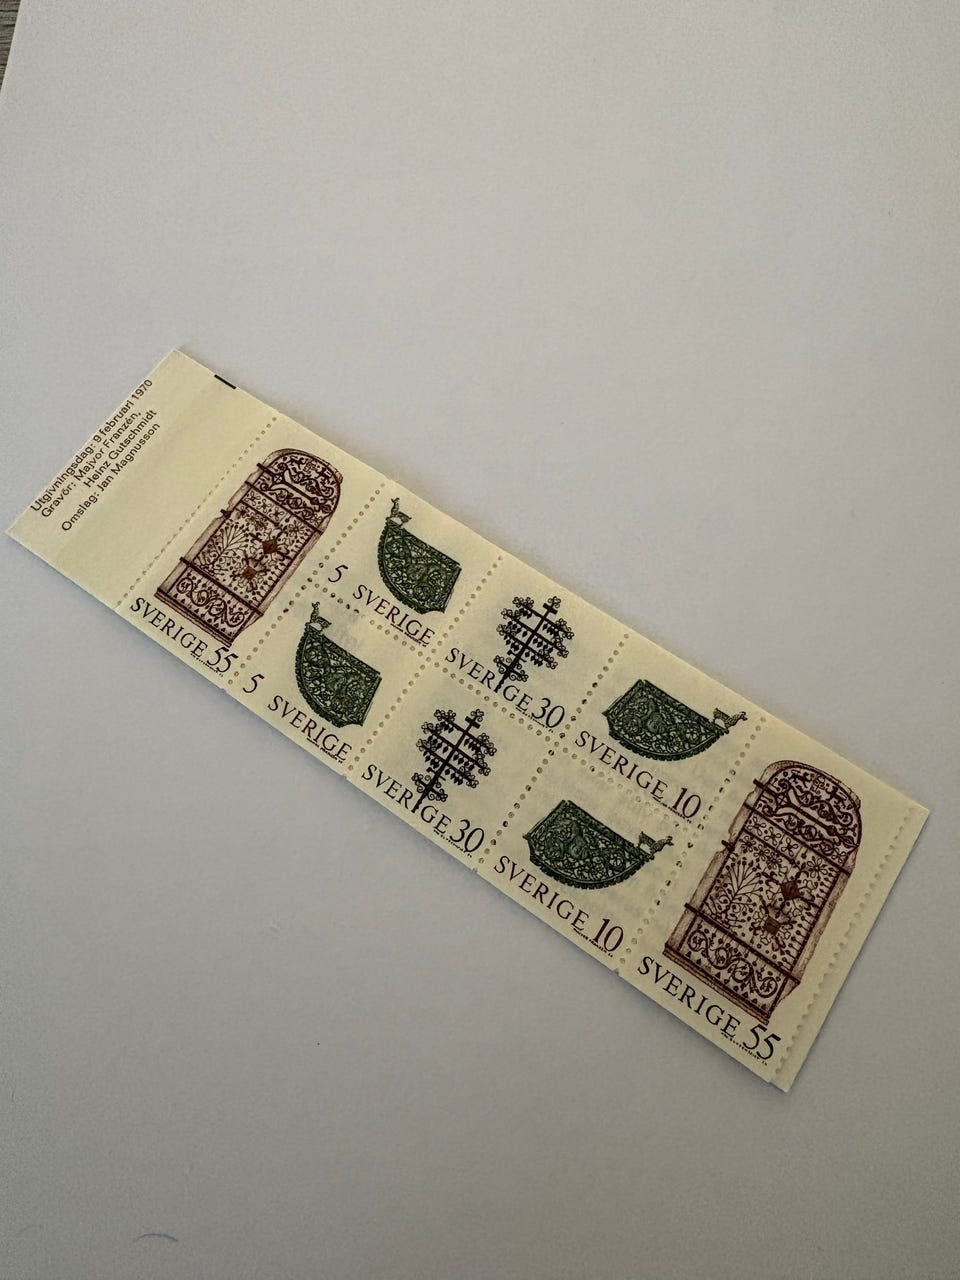 Utgivningsdag: 9 februari 1970
Gravör: Majvor Franzén,
Heinz Gutschmidt
Omslag: Jan Magnusson
SVERIGE 55
5 SVERIGE
5 SVERIGE
SVERIGE 30
SVERIGE 30
SVERIGE 10
SVERIGE 10
SVERIGE 55